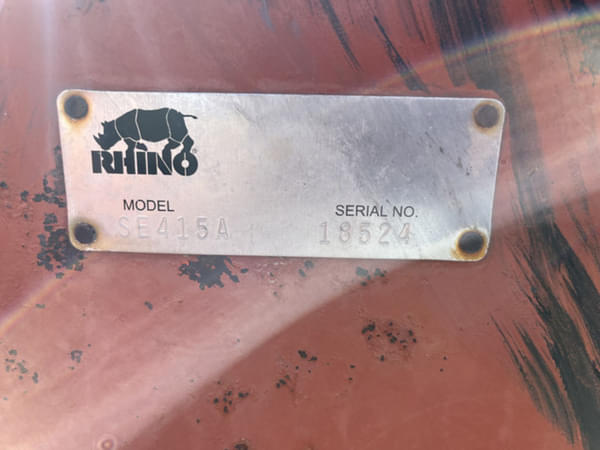 RHINO
MODEL
SERIAL NO.
SE415A
18524